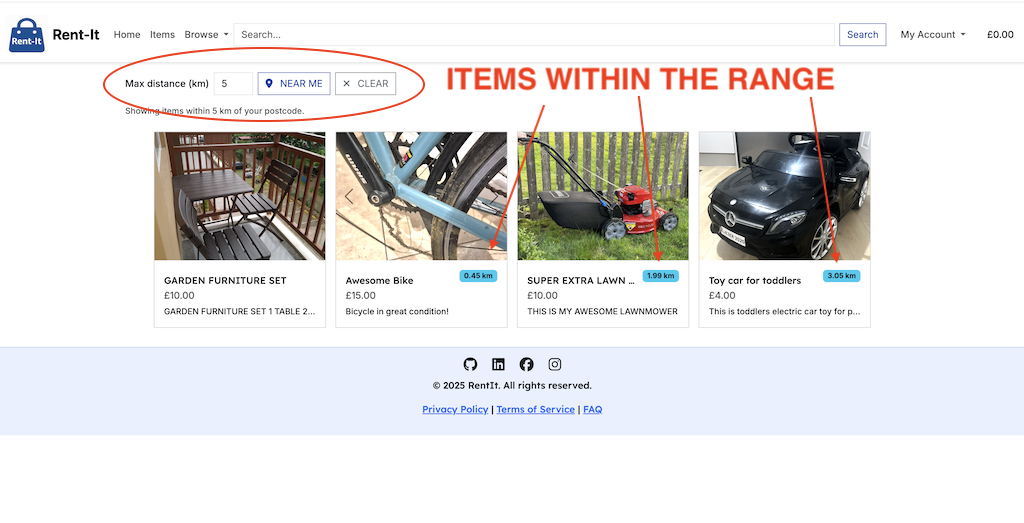 Rent-It Rent-It Home Items Browse Search... Search My Account £0.00
Max distance (km) 5 NEAR ME × CLEAR
ITEMS WITHIN THE RANGE
Showing items within 5 km of your postcode.
GARDEN FURNITURE SET
£10.00
GARDEN FURNITURE SET 1 TABLE 2...
Awesome Bike 0.45 km
£15.00
Bicycle in great condition!
SUPER EXTRA LAWN ... 1.99 km
£10.00
THIS IS MY AWESOME LAWNMOWER
Toy car for toddlers 3.05 km
£4.00
This is toddlers electric car toy for p...
© 2025 RentIt. All rights reserved.
Privacy Policy | Terms of Service | FAQ